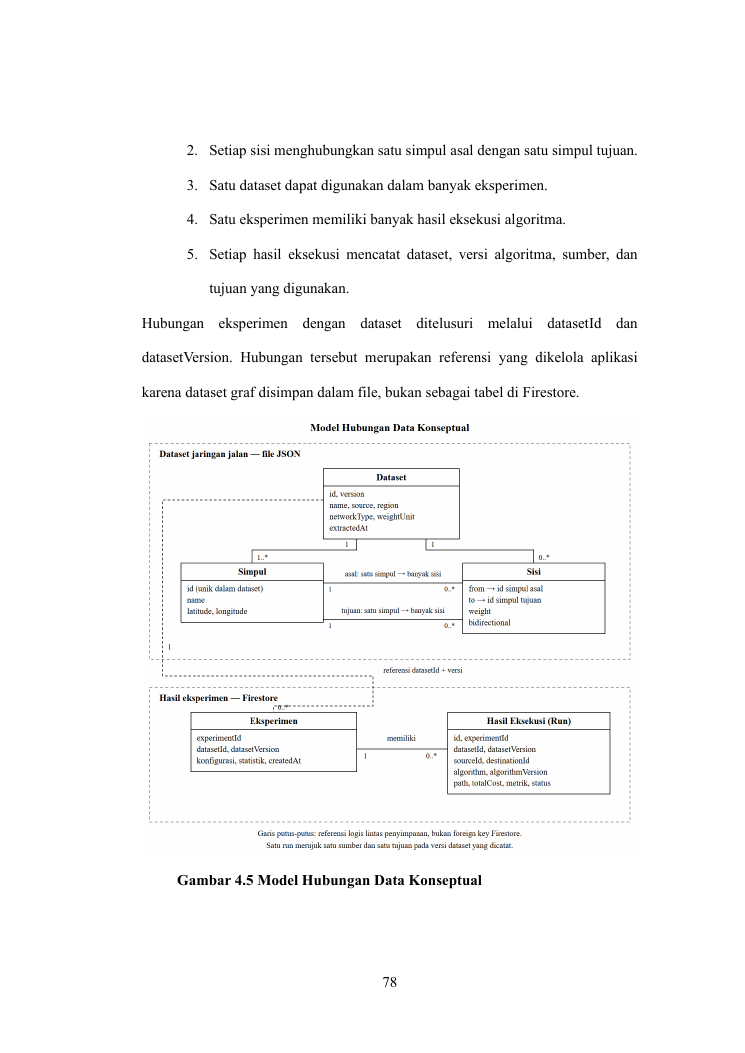 2. Setiap sisi menghubungkan satu simpul asal dengan satu simpul tujuan.
3. Satu dataset dapat digunakan dalam banyak eksperimen.
4. Satu eksperimen memiliki banyak hasil eksekusi algoritma.
5. Setiap hasil eksekusi mencatat dataset, versi algoritma, sumber, dan
tujuan yang digunakan.
Hubungan eksperimen dengan dataset ditelusuri melalui datasetId dan
datasetVersion. Hubungan tersebut merupakan referensi yang dikelola aplikasi
karena dataset graf disimpan dalam file, bukan sebagai tabel di Firestore.
Model Hubungan Data Konseptual
Dataset jaringan jalan — file JSON
Dataset
id, version
name, source, region
networkType, weightUnit
extractedAt
1
1
1..*
0..*
Simpul
id (unik dalam dataset)
name
latitude, longitude
asal: satu simpul → banyak sisi
1
0..*
tujuan: satu simpul → banyak sisi
1
0..*
Sisi
from → id simpul asal
to → id simpul tujuan
weight
bidirectional
1
referensi datasetId + versi
Hasil eksperimen — Firestore
0..*
Eksperimen
experimentId
datasetId, datasetVersion
konfigurasi, statistik, createdAt
memiliki
1
0..*
Hasil Eksekusi (Run)
id, experimentId
datasetId, datasetVersion
sourceId, destinationId
algorithm, algorithmVersion
path, totalCost, metrik, status
Garis putus-putus: referensi logis lintas penyimpanan, bukan foreign key Firestore.
Satu run merujuk satu sumber dan satu tujuan pada versi dataset yang dicatat.
Gambar 4.5 Model Hubungan Data Konseptual
78